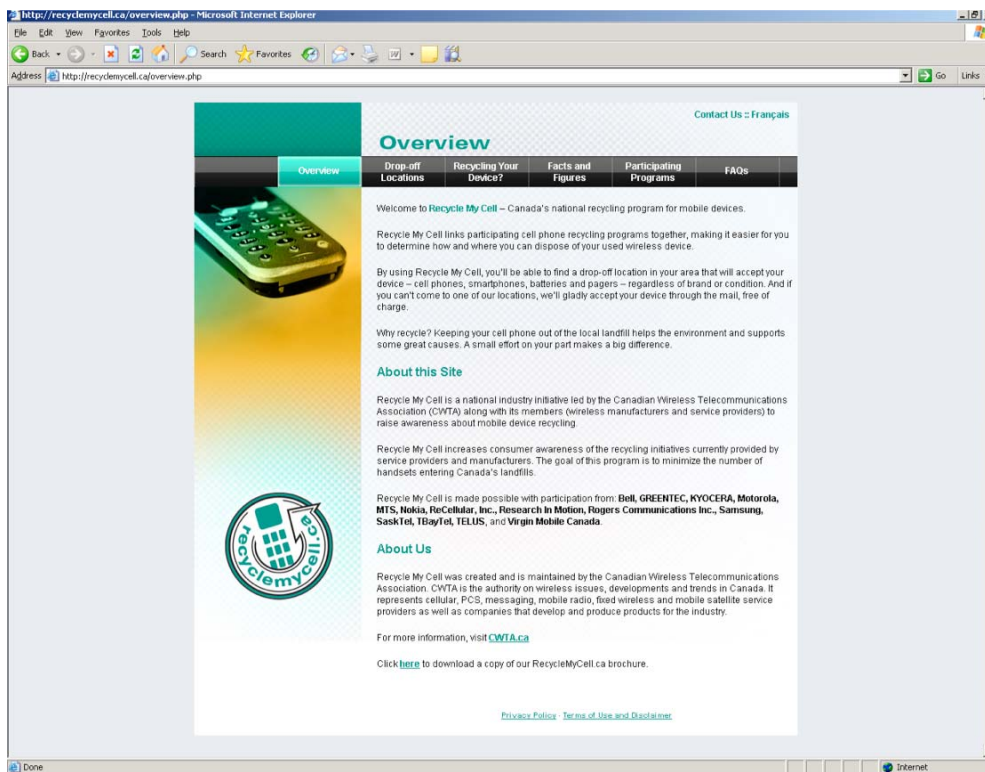 http://recyclemycell.ca/overview.php - Microsoft Internet Explorer
File Edit View Favorites Tools Help
Back Search Favorites
Address http://recyclemycell.ca/overview.php Go Links
Contact Us :: Français
Overview
Overview Drop-off Locations Recycling Your Device? Facts and Figures Participating Programs FAQs
Welcome to Recycle My Cell – Canada's national recycling program for mobile devices.
Recycle My Cell links participating cell phone recycling programs together, making it easier for you
to determine how and where you can dispose of your used wireless device.
By using Recycle My Cell, you'll be able to find a drop-off location in your area that will accept your
device – cell phones, smartphones, batteries and pagers – regardless of brand or condition. And if
you can't come to one of our locations, we'll gladly accept your device through the mail, free of
charge.
Why recycle? Keeping your cell phone out of the local landfill helps the environment and supports
some great causes. A small effort on your part makes a big difference.
About this Site
Recycle My Cell is a national industry initiative led by the Canadian Wireless Telecommunications
Association (CWTA) along with its members (wireless manufacturers and service providers) to
raise awareness about mobile device recycling.
Recycle My Cell increases consumer awareness of the recycling initiatives currently provided by
service providers and manufacturers. The goal of this program is to minimize the number of
handsets entering Canada's landfills.
Recycle My Cell is made possible with participation from: Bell, GREENTEC, KYOCERA, Motorola,
MTS, Nokia, ReCellular, Inc., Research In Motion, Rogers Communications Inc., Samsung,
SaskTel, TBayTel, TELUS, and Virgin Mobile Canada.
recyclemycell.ca
About Us
Recycle My Cell was created and is maintained by the Canadian Wireless Telecommunications
Association. CWTA is the authority on wireless issues, developments and trends in Canada. It
represents cellular, PCS, messaging, mobile radio, fixed wireless and mobile satellite service
providers as well as companies that develop and produce products for the industry.
For more information, visit CWTA.ca
Click here to download a copy of our RecycleMyCell.ca brochure.
Privacy Policy - Terms of Use and Disclaimer
Done Internet